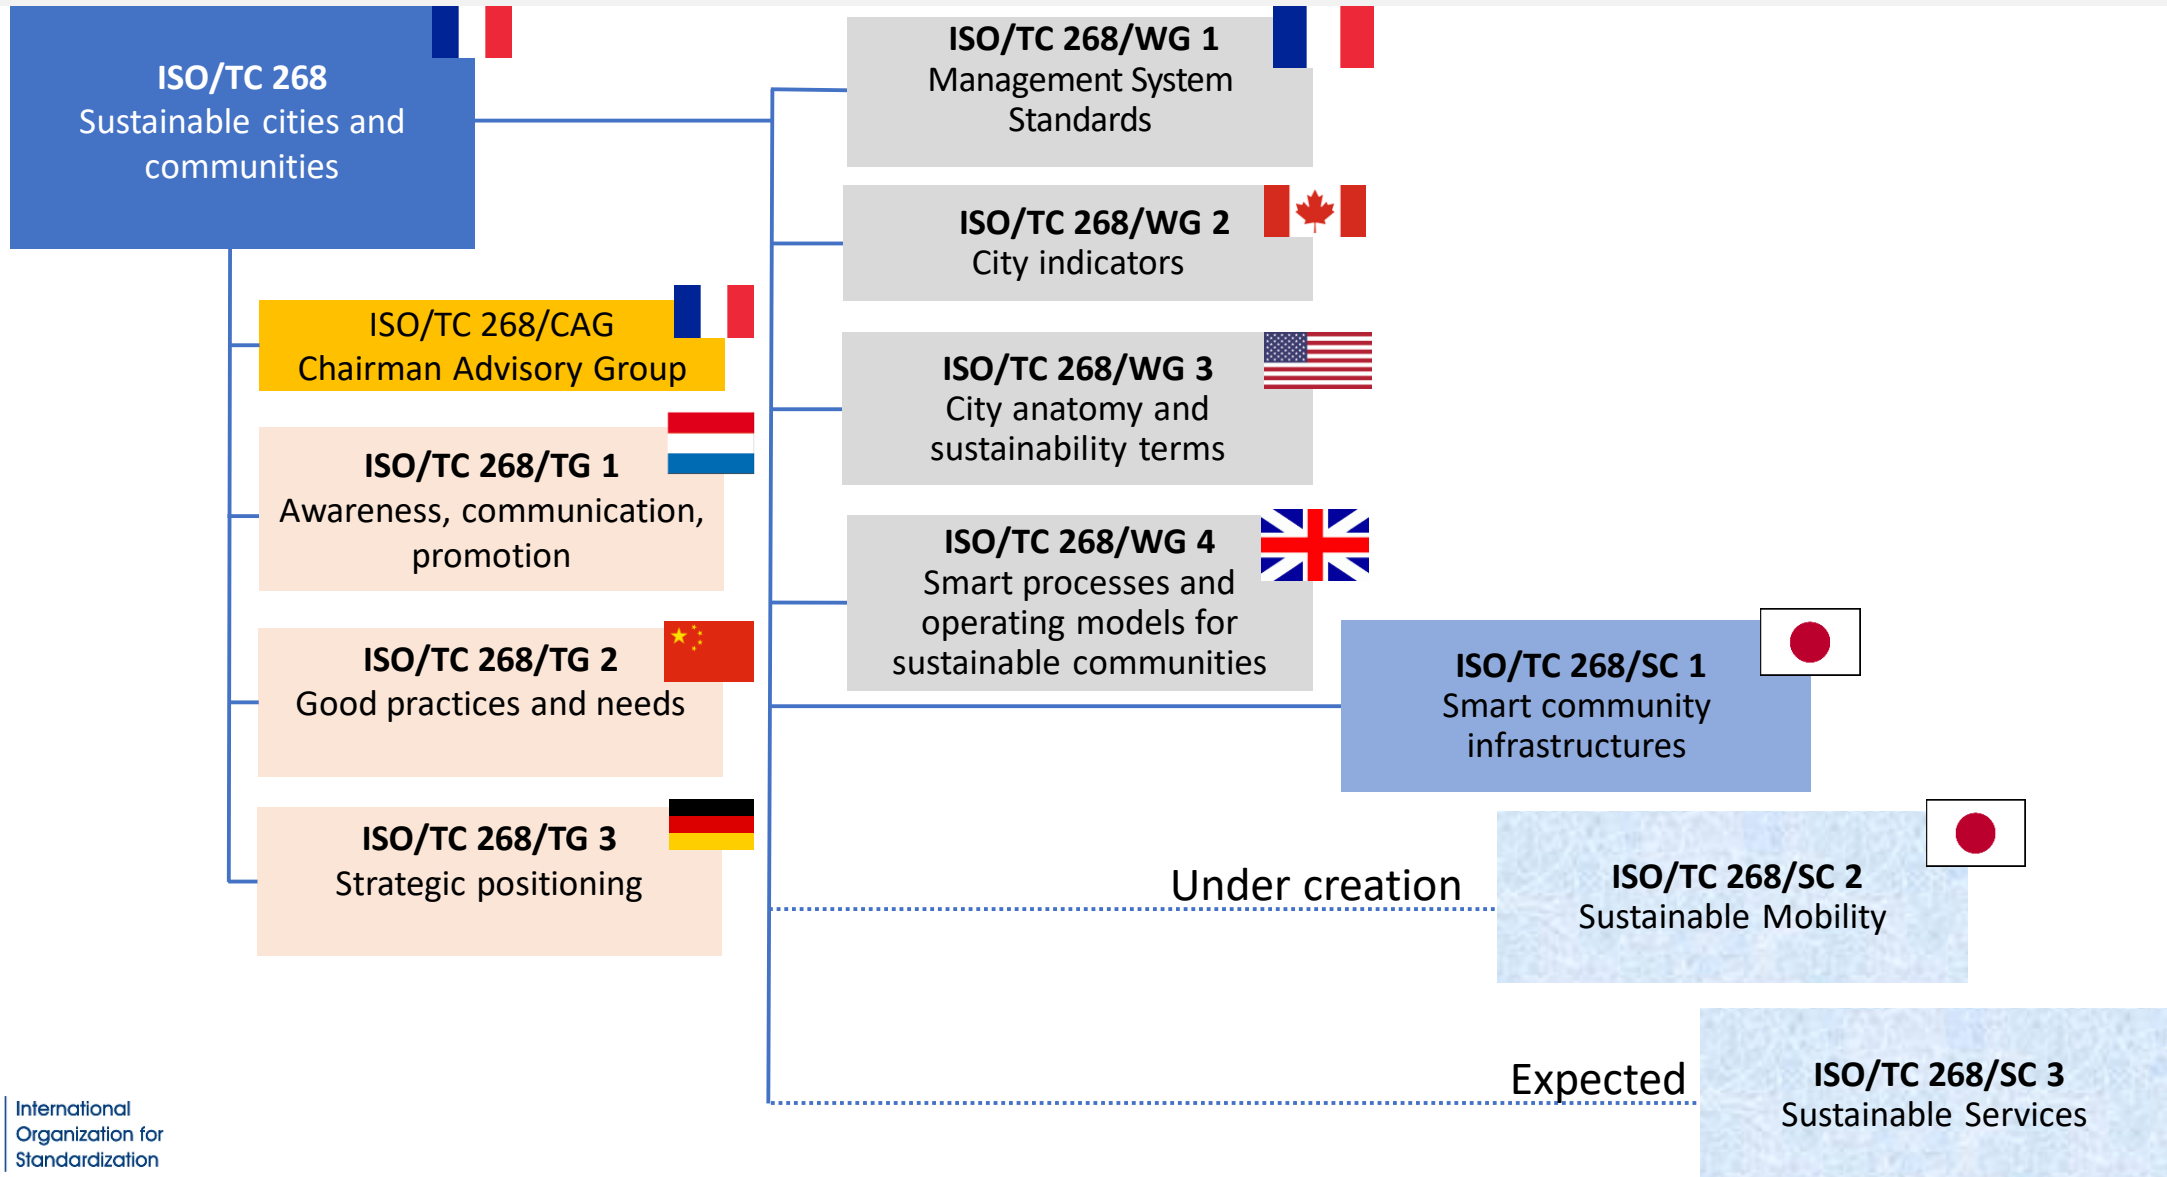 ISO/TC 268
Sustainable cities and
communities
ISO/TC 268/CAG
Chairman Advisory Group
ISO/TC 268/TG 1
Awareness, communication,
promotion
ISO/TC 268/TG 2
Good practices and needs
ISO/TC 268/TG 3
Strategic positioning
ISO/TC 268/WG 1
Management System
Standards
ISO/TC 268/WG 2
City indicators
ISO/TC 268/WG 3
City anatomy and
sustainability terms
ISO/TC 268/WG 4
Smart processes and
operating models for
sustainable communities
ISO/TC 268/SC 1
Smart community
infrastructures
Under creation
ISO/TC 268/SC 2
Sustainable Mobility
Expected
ISO/TC 268/SC 3
Sustainable Services
International
Organization for
Standardization